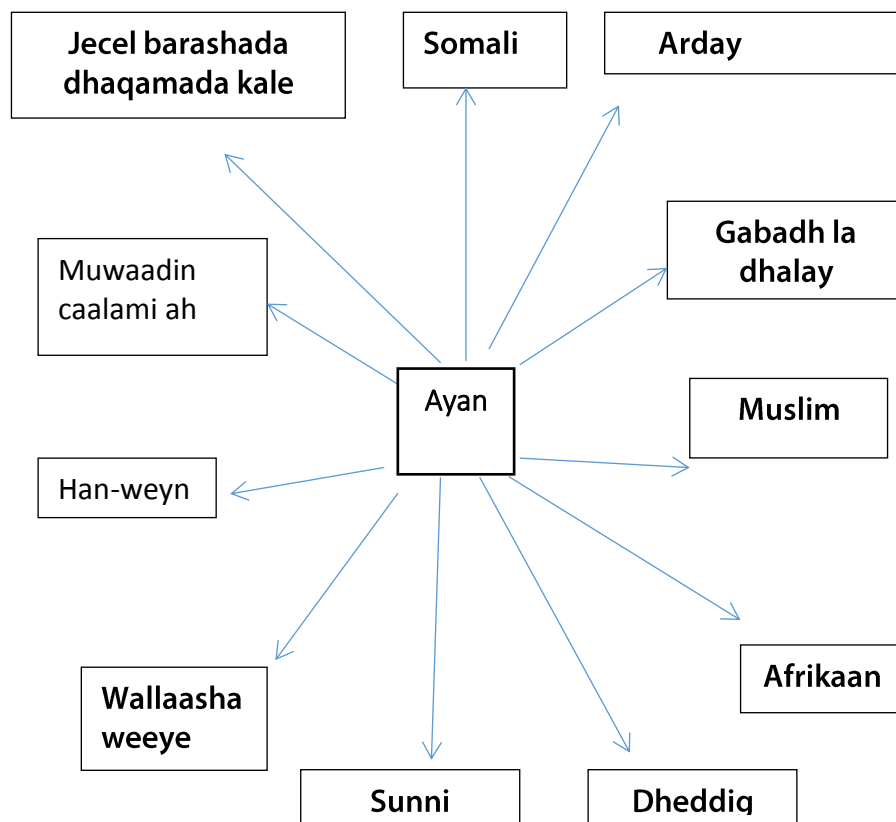 Jecel barashada
dhaqamada kale
Somali
Arday
Gabadh la
dhalay
Muwaadin
caalami ah
Ayan
Muslim
Han-weyn
Afrikaan
Wallaasha
weeye
Sunni
Dheddig